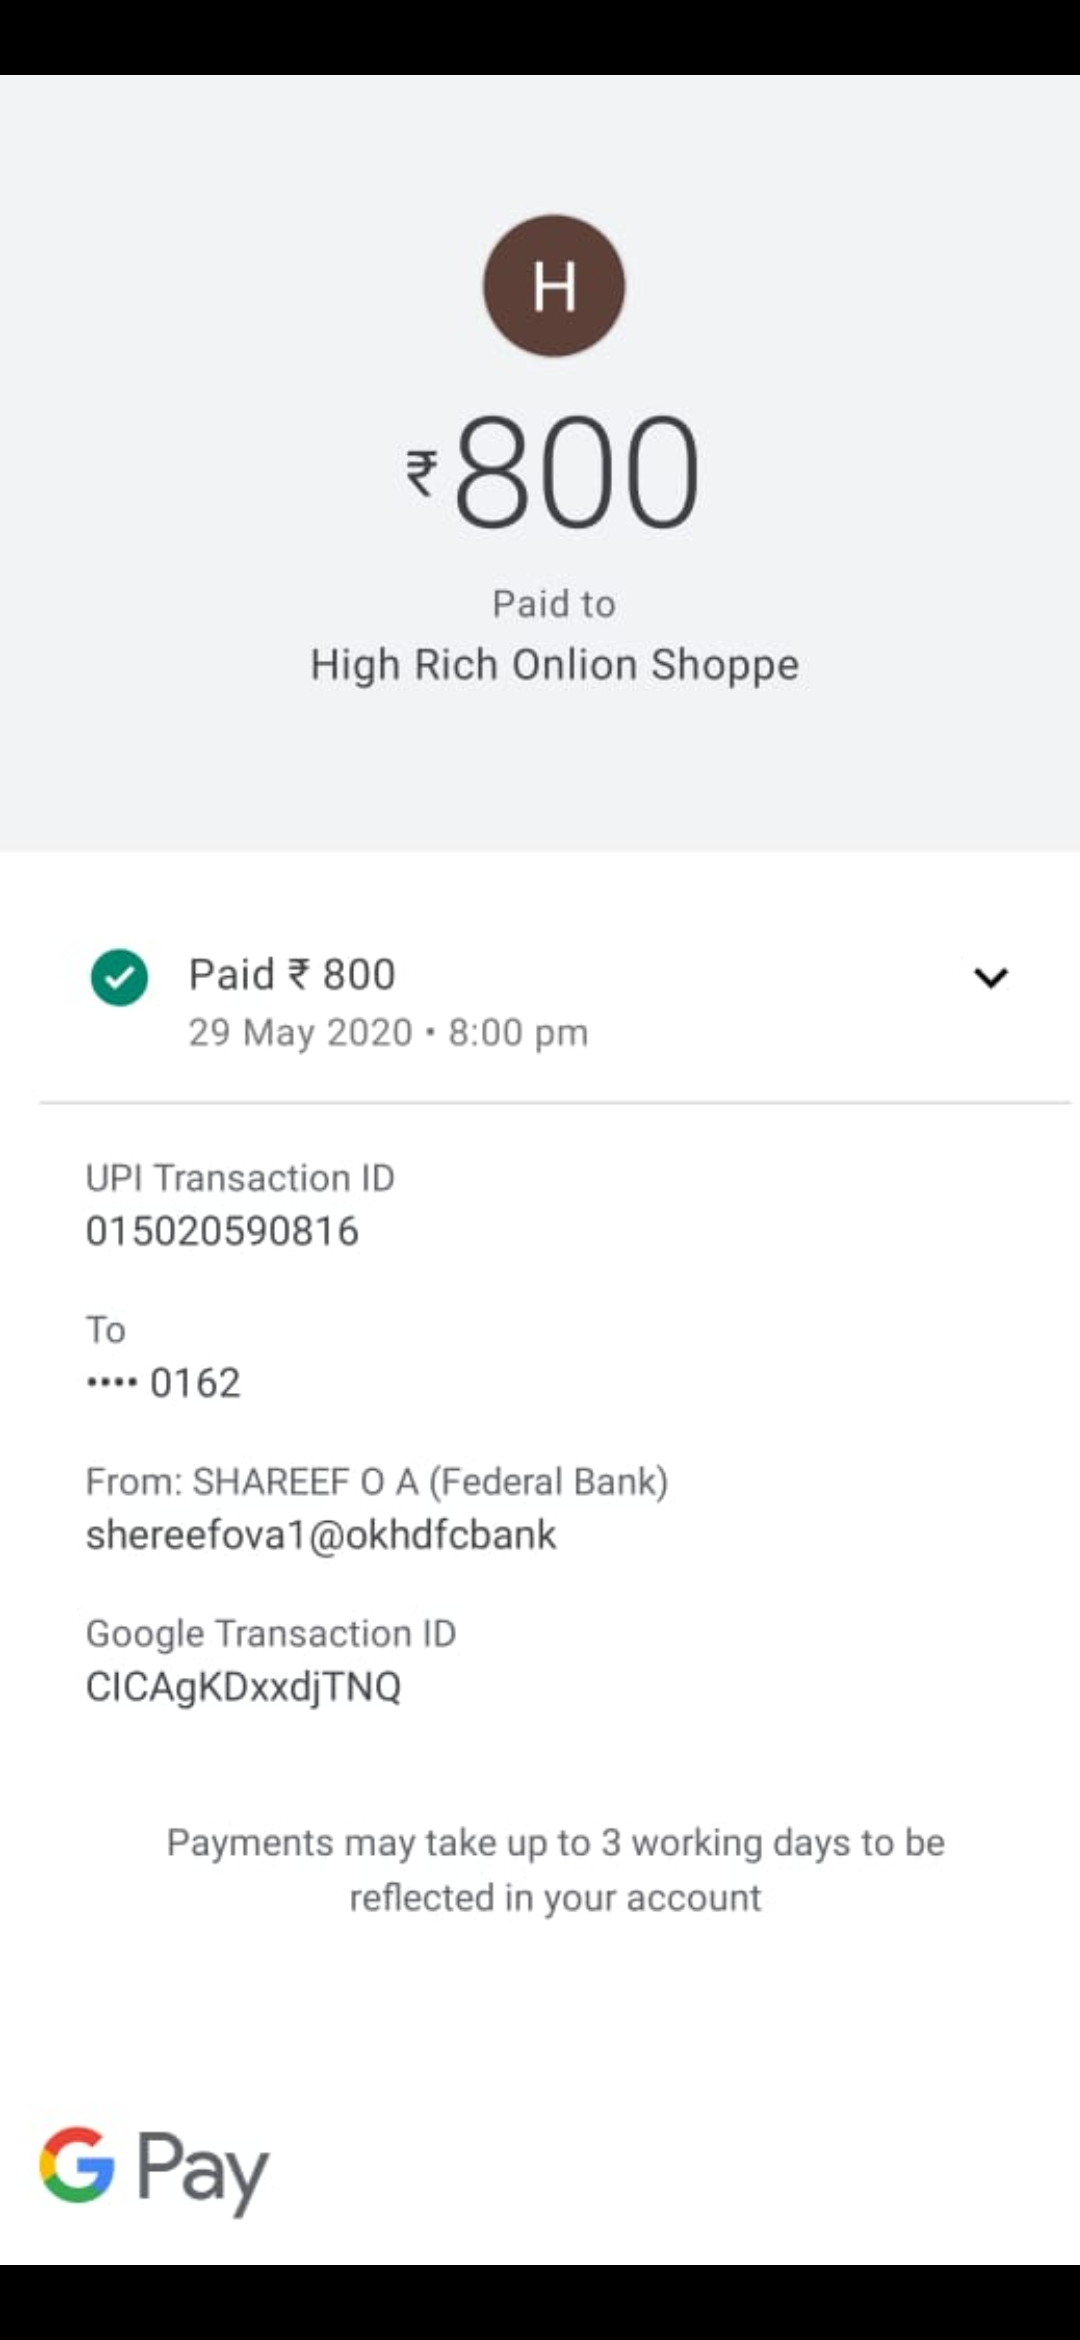 H
₹800
Paid to
High Rich Onlion Shoppe
Paid ₹ 800
29 May 2020 • 8:00 pm
UPI Transaction ID
015020590816
To
•••• 0162
From: SHAREEF O A (Federal Bank)
shereefova1@okhdfcbank
Google Transaction ID
CICAgKDxxdjTNQ
Payments may take up to 3 working days to be
reflected in your account
G Pay